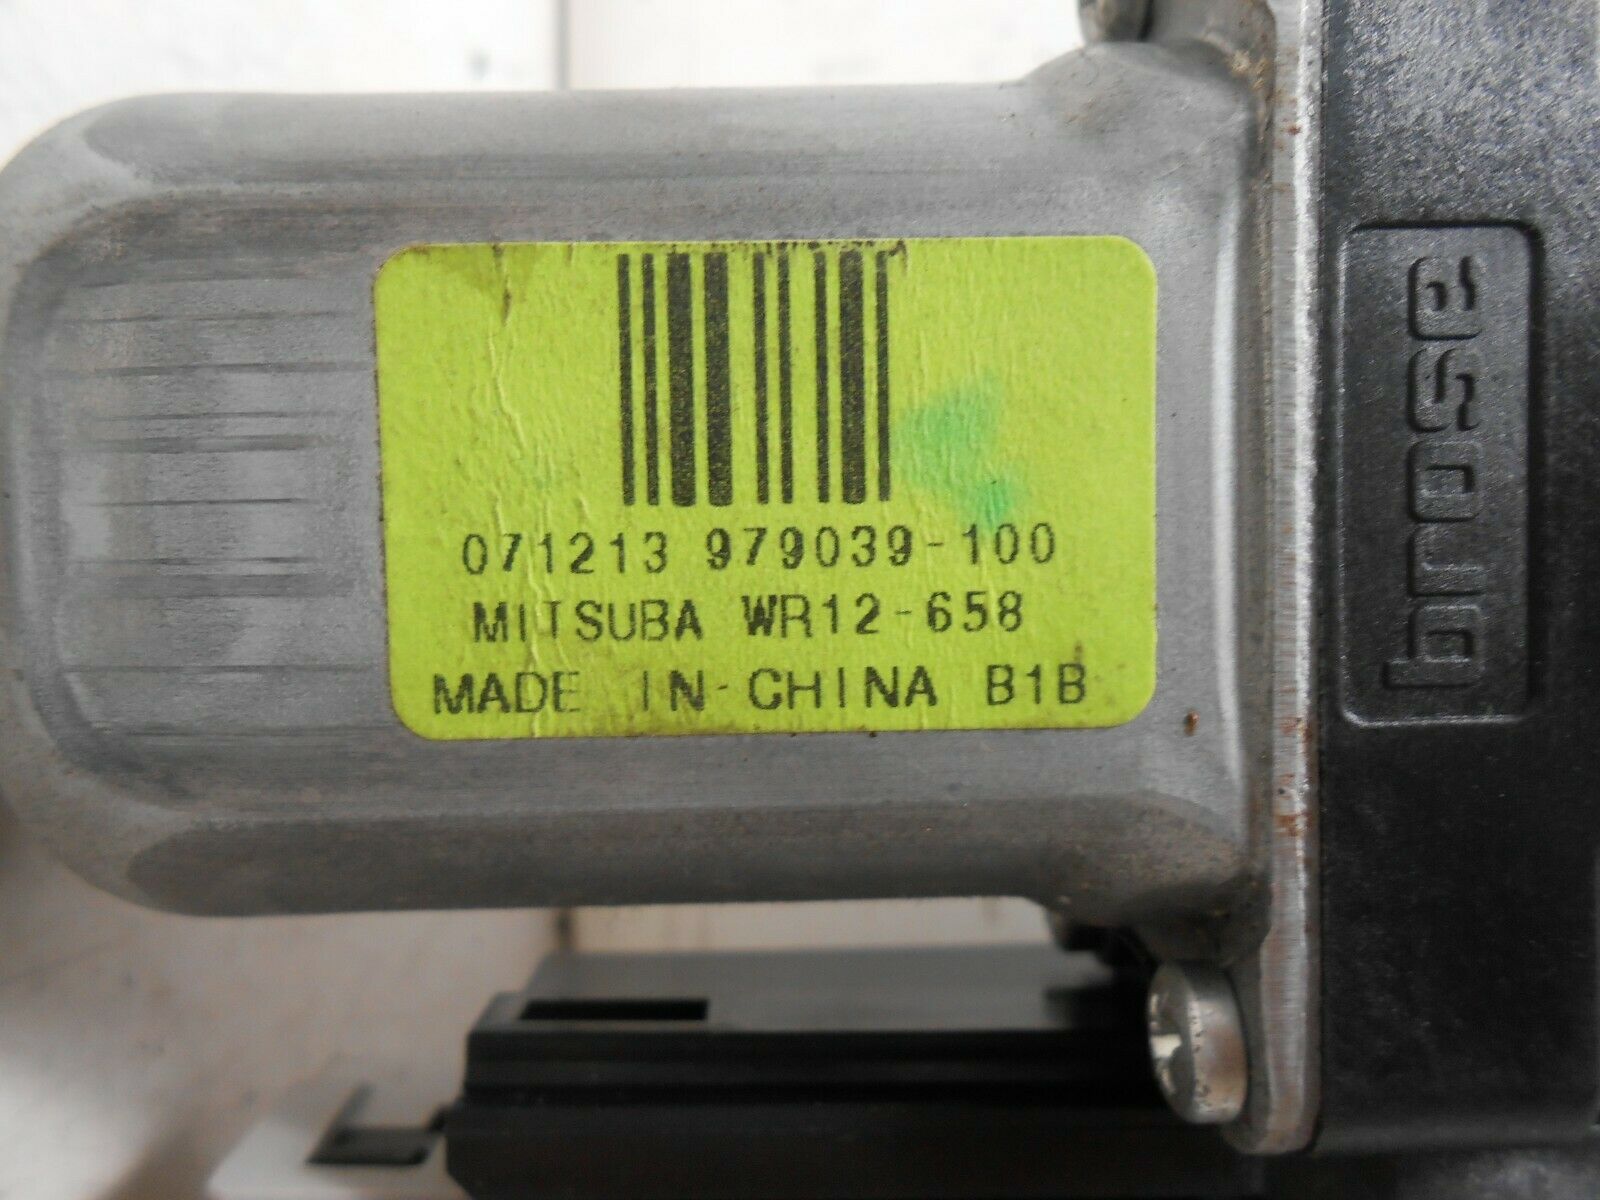 071213 979039-100
MITSUBA WR12-658
MADE IN CHINA B1B
brose